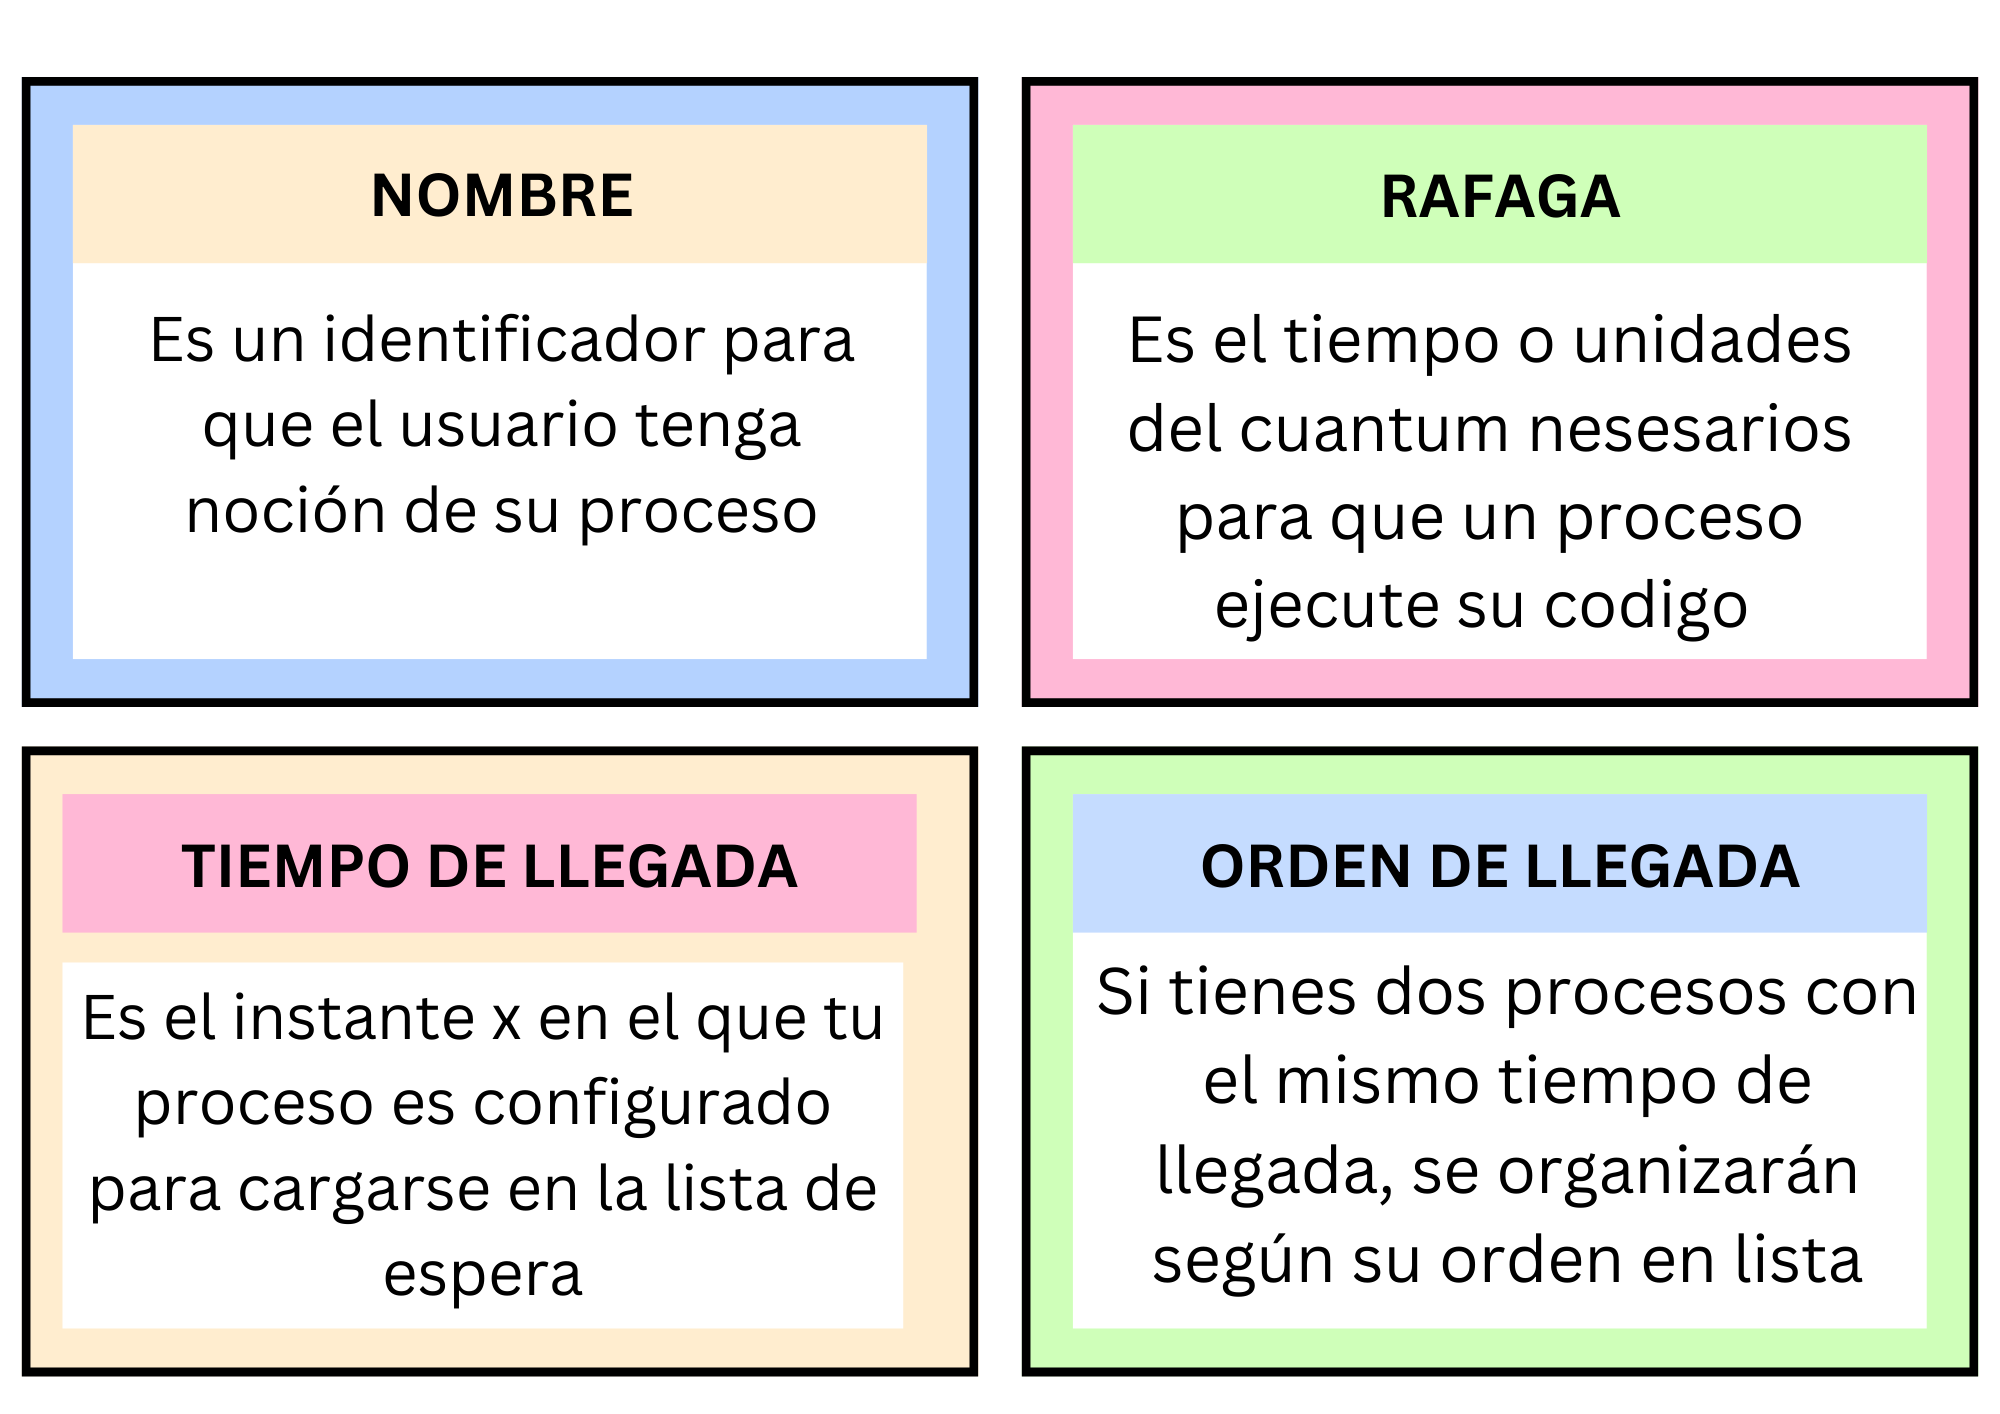 NOMBRE
Es un identificador para
que el usuario tenga
noción de su proceso
RAFAGA
Es el tiempo o unidades
del cuantum nesesarios
para que un proceso
ejecute su codigo
TIEMPO DE LLEGADA
Es el instante x en el que tu
proceso es configurado
para cargarse en la lista de
espera
ORDEN DE LLEGADA
Si tienes dos procesos con
el mismo tiempo de
llegada, se organizarán
según su orden en lista